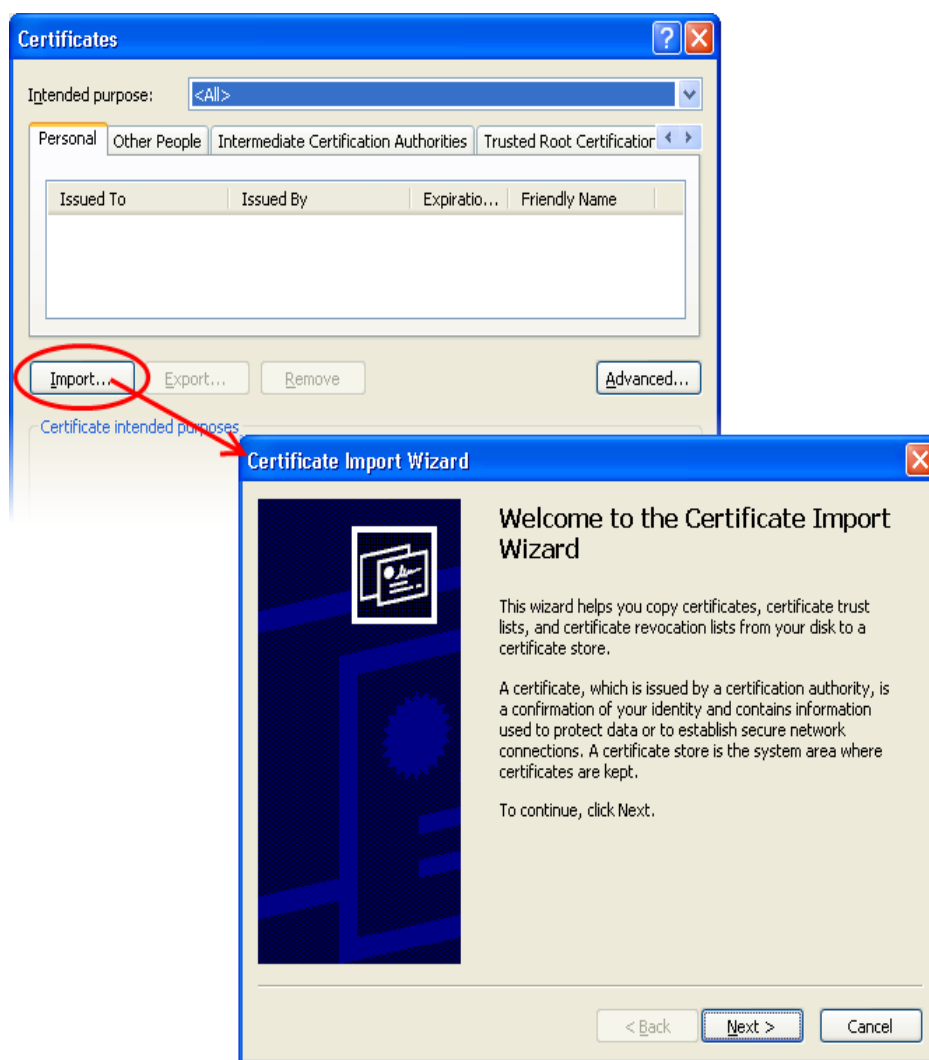 Certificates
Intended purpose: <All>
Personal Other People Intermediate Certification Authorities Trusted Root Certification
Issued To Issued By Expiratio... Friendly Name
Import... Export... Remove Advanced...
Certificate intended purposes
Certificate Import Wizard
Welcome to the Certificate Import
Wizard
This wizard helps you copy certificates, certificate trust
lists, and certificate revocation lists from your disk to a
certificate store.
A certificate, which is issued by a certification authority, is
a confirmation of your identity and contains information
used to protect data or to establish secure network
connections. A certificate store is the system area where
certificates are kept.
To continue, click Next.
< Back Next > Cancel